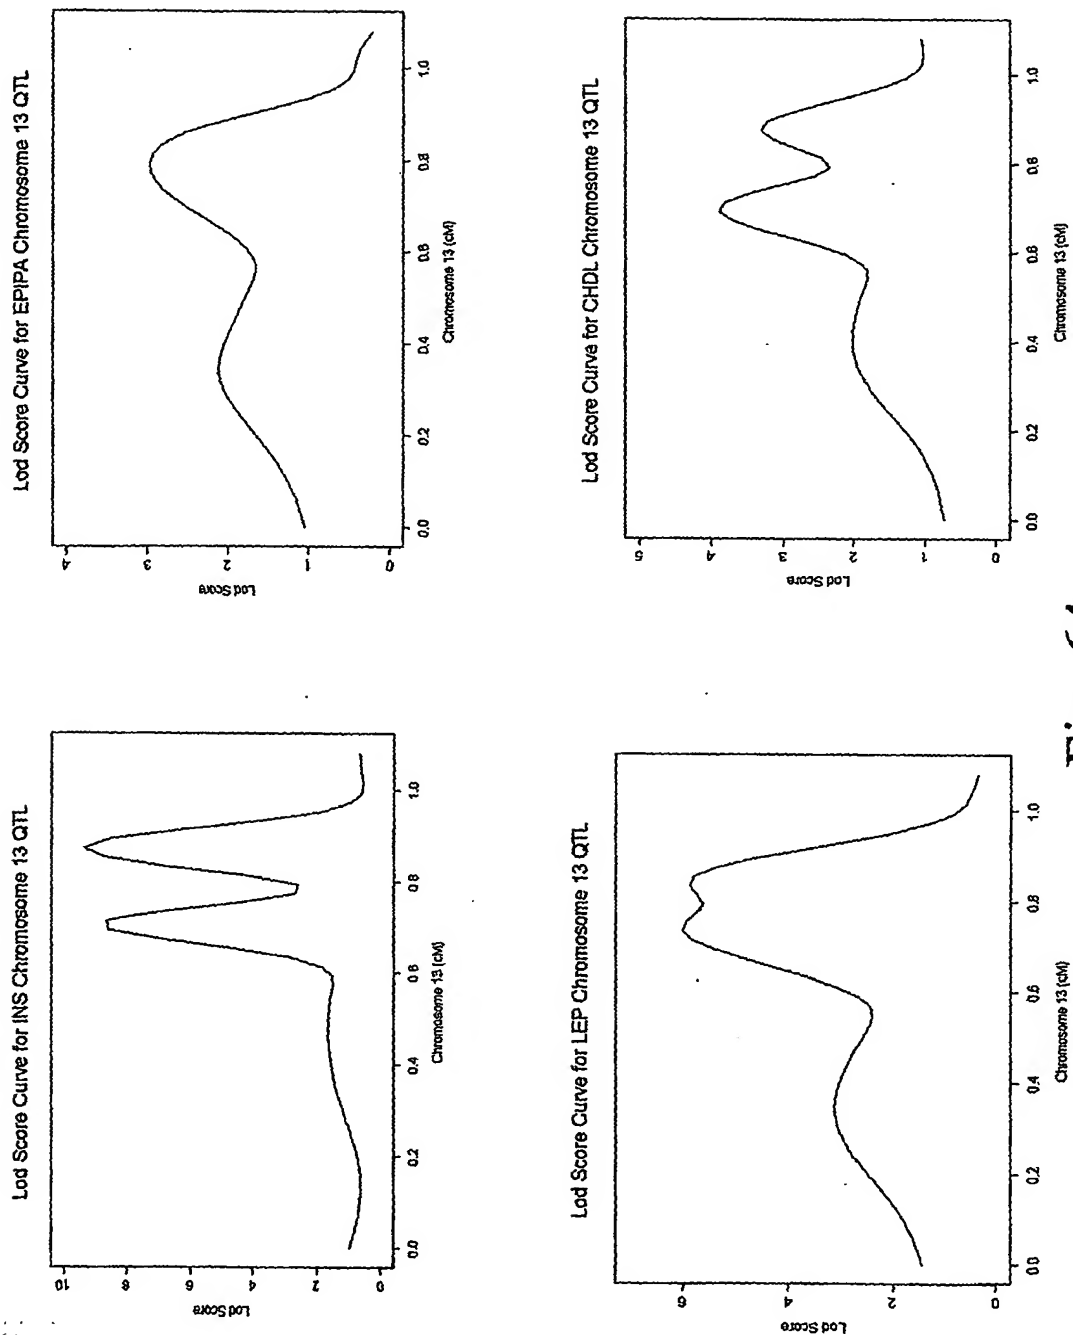 Lod Score Curve for INS Chromosome 13 QTL
10
8
6
4
2
0
Lod Score
0.0 0.2 0.4 0.6 0.8 1.0
Chromosome 13 (cM)
Lod Score Curve for EPIPA Chromosome 13 QTL
4
3
2
1
0
Lod Score
0.0 0.2 0.4 0.6 0.8 1.0
Chromosome 13 (cM)
Lod Score Curve for LEP Chromosome 13 QTL
6
4
2
0
Lod Score
0.0 0.2 0.4 0.6 0.8 1.0
Chromosome 13 (cM)
Lod Score Curve for CHDL Chromosome 13 QTL
5
4
3
2
1
0
Lod Score
0.0 0.2 0.4 0.6 0.8 1.0
Chromosome 13 (cM)